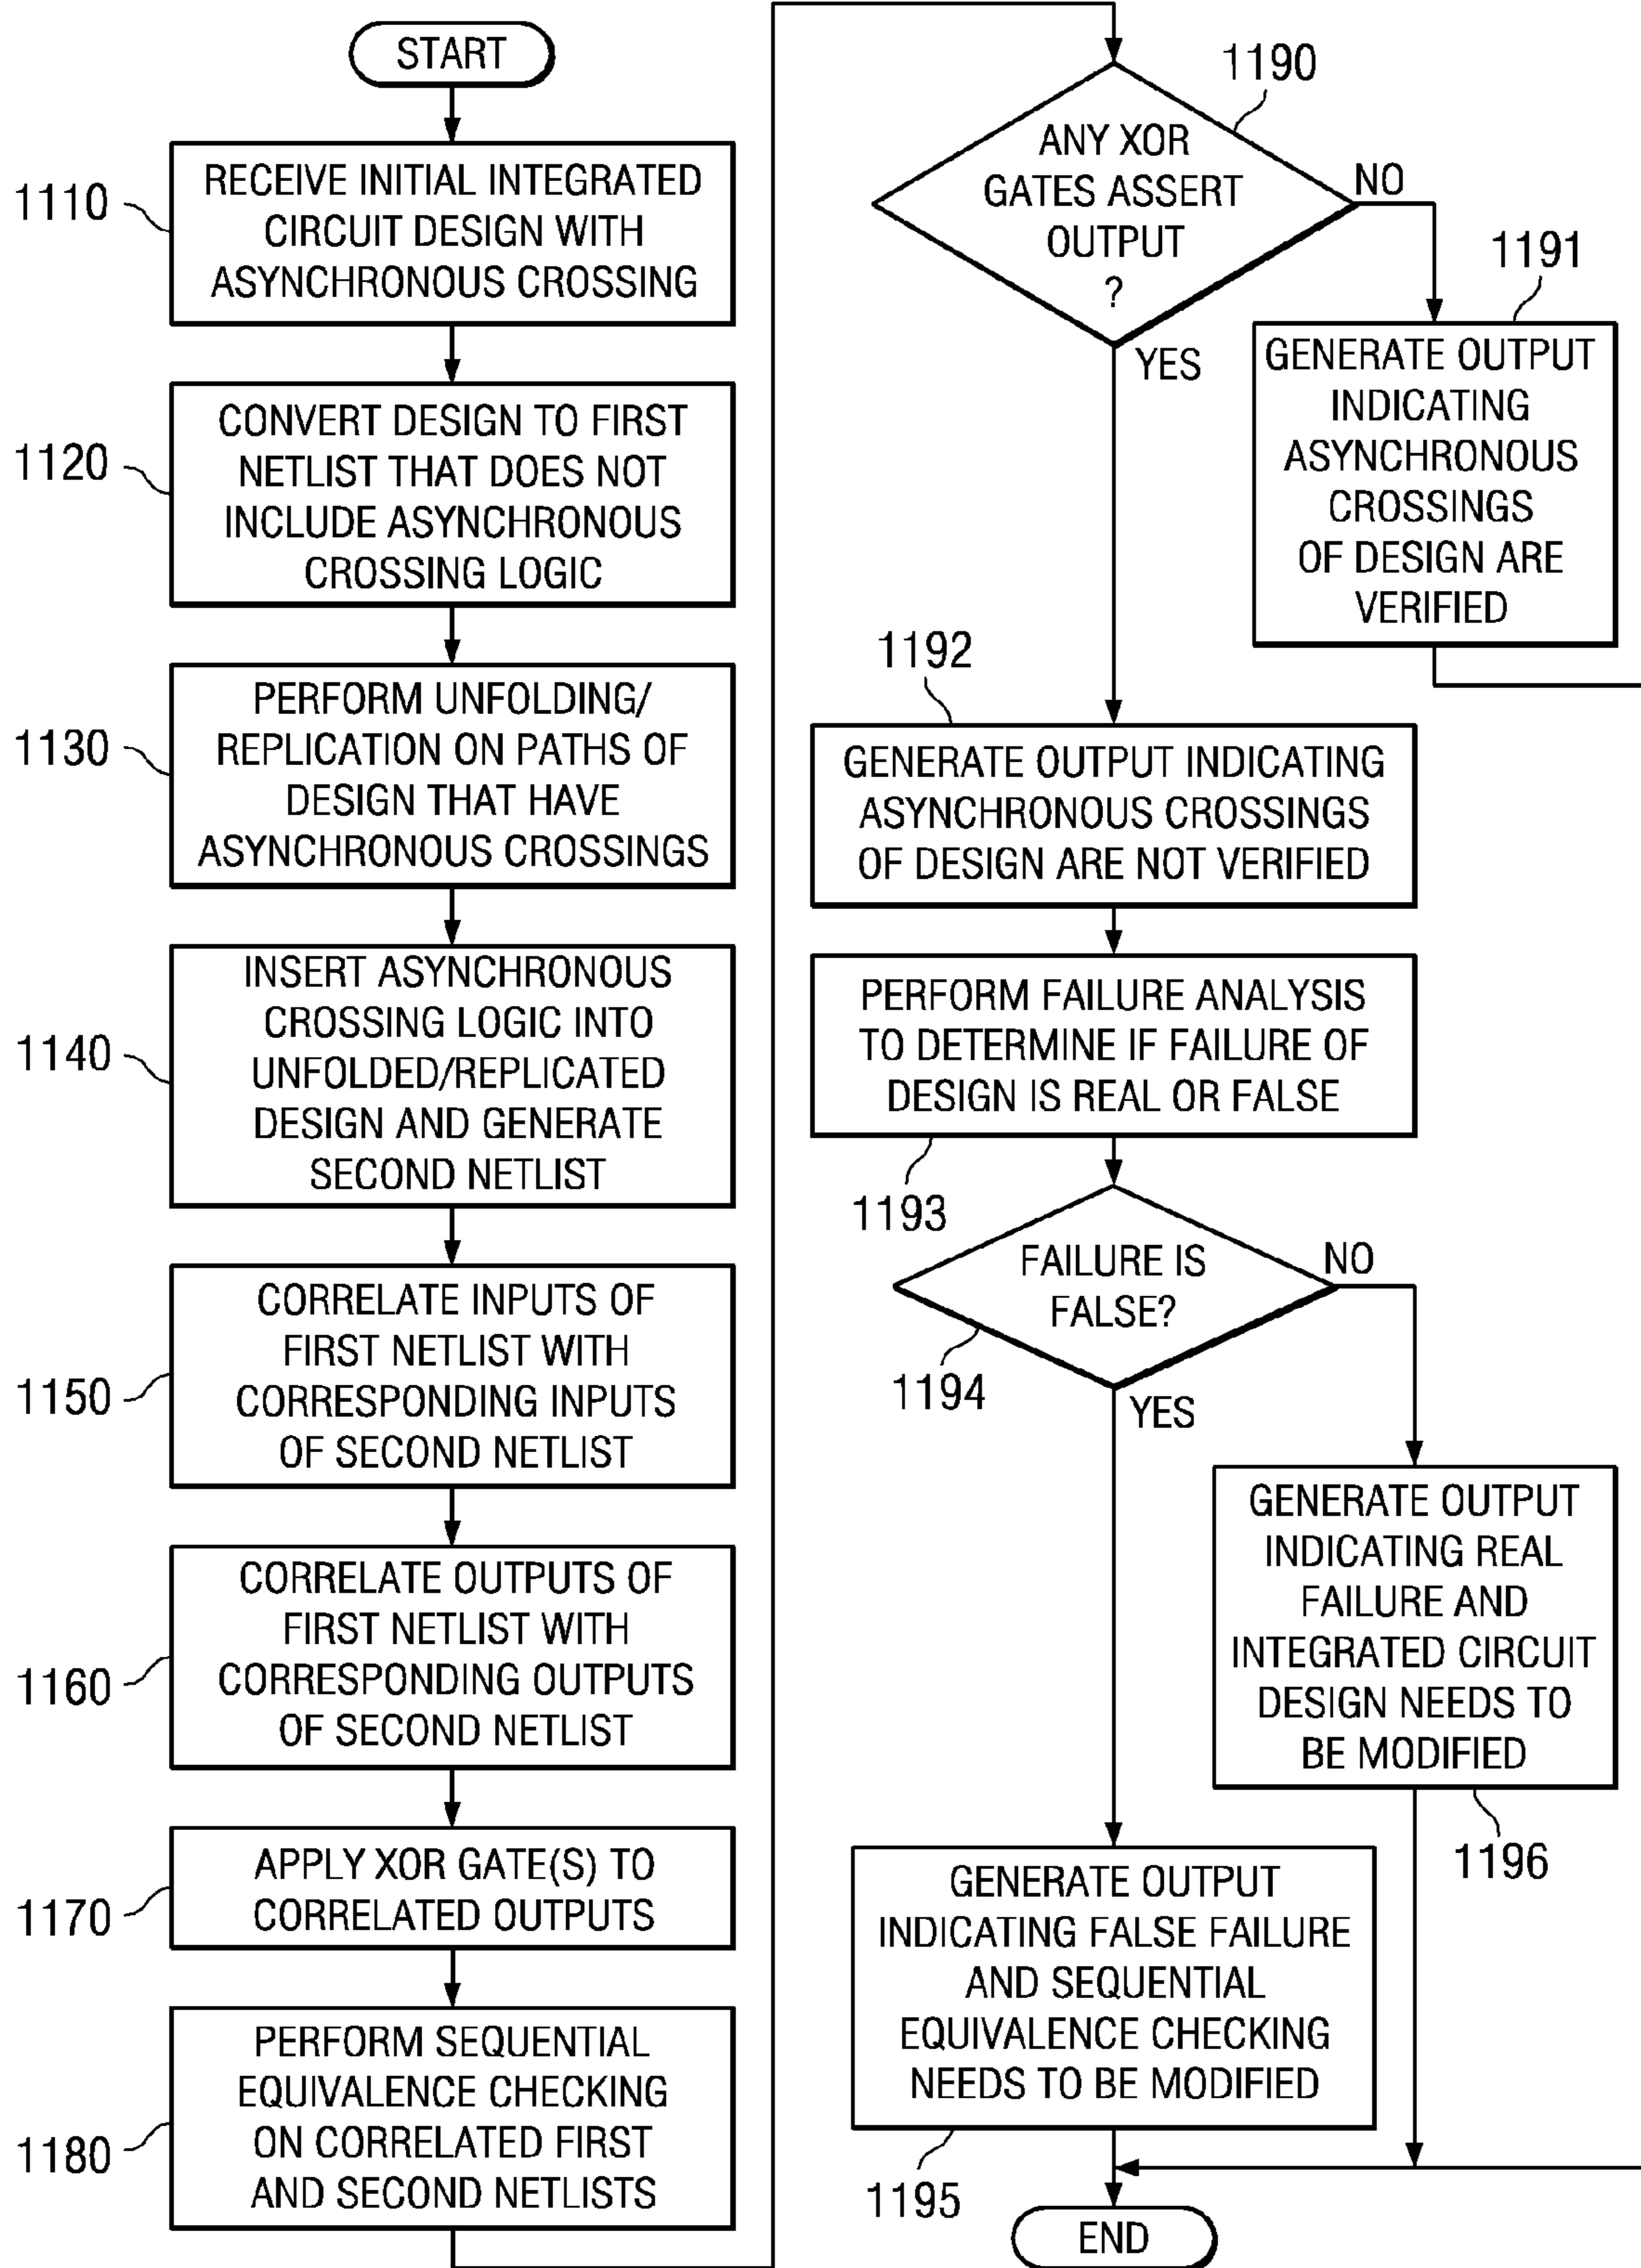 START
1110
RECEIVE INITIAL INTEGRATED
CIRCUIT DESIGN WITH
ASYNCHRONOUS CROSSING
1120
CONVERT DESIGN TO FIRST
NETLIST THAT DOES NOT
INCLUDE ASYNCHRONOUS
CROSSING LOGIC
1130
PERFORM UNFOLDING/
REPLICATION ON PATHS OF
DESIGN THAT HAVE
ASYNCHRONOUS CROSSINGS
1140
INSERT ASYNCHRONOUS
CROSSING LOGIC INTO
UNFOLDED/REPLICATED
DESIGN AND GENERATE
SECOND NETLIST
1150
CORRELATE INPUTS OF
FIRST NETLIST WITH
CORRESPONDING INPUTS
OF SECOND NETLIST
1160
CORRELATE OUTPUTS OF
FIRST NETLIST WITH
CORRESPONDING OUTPUTS
OF SECOND NETLIST
1170
APPLY XOR GATE(S) TO
CORRELATED OUTPUTS
1180
PERFORM SEQUENTIAL
EQUIVALENCE CHECKING
ON CORRELATED FIRST
AND SECOND NETLISTS
1190
ANY XOR
GATES ASSERT
OUTPUT
?
NO
YES
1191
GENERATE OUTPUT
INDICATING
ASYNCHRONOUS
CROSSINGS
OF DESIGN ARE
VERIFIED
1192
GENERATE OUTPUT INDICATING
ASYNCHRONOUS CROSSINGS
OF DESIGN ARE NOT VERIFIED
PERFORM FAILURE ANALYSIS
TO DETERMINE IF FAILURE OF
DESIGN IS REAL OR FALSE
1193
FAILURE IS
FALSE?
NO
1194
YES
GENERATE OUTPUT
INDICATING REAL
FAILURE AND
INTEGRATED CIRCUIT
DESIGN NEEDS TO
BE MODIFIED
1196
GENERATE OUTPUT
INDICATING FALSE FAILURE
AND SEQUENTIAL
EQUIVALENCE CHECKING
NEEDS TO BE MODIFIED
1195
END